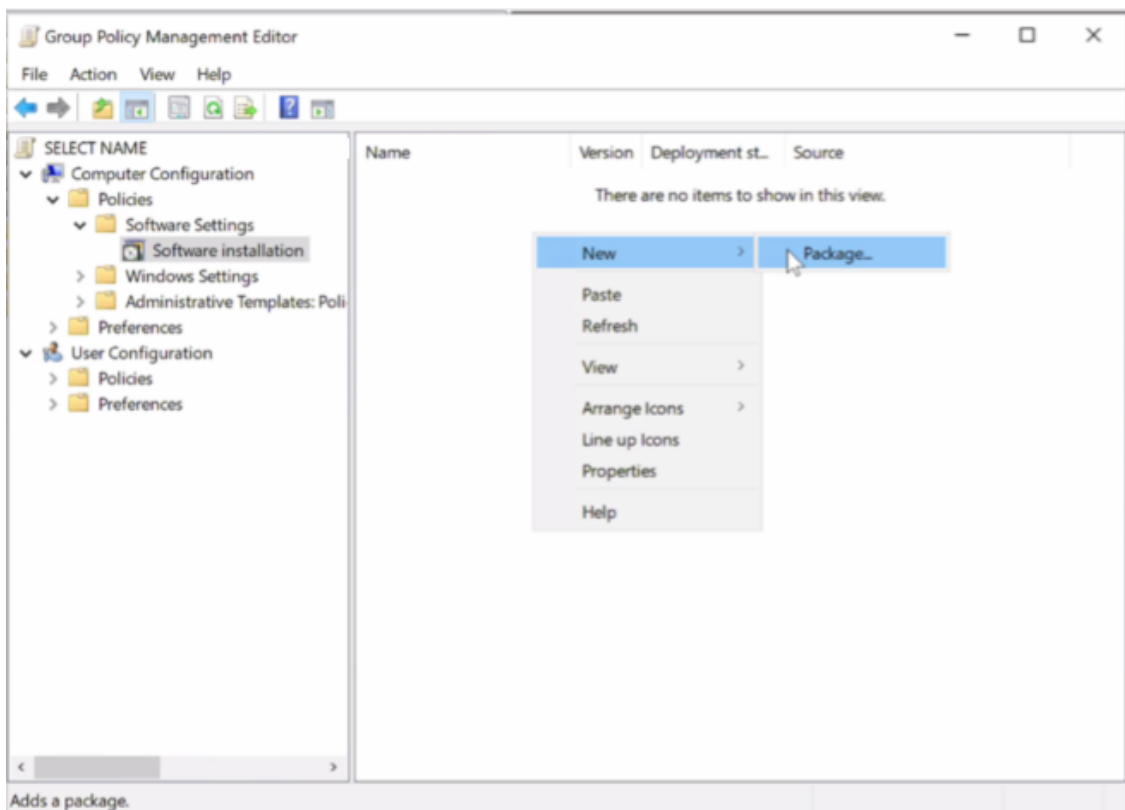 Group Policy Management Editor
File Action View Help
SELECT NAME
Computer Configuration
Policies
Software Settings
Software installation
Windows Settings
Administrative Templates: Poli
Preferences
User Configuration
Policies
Preferences
Name Version Deployment st... Source
There are no items to show in this view.
New Package...
Paste
Refresh
View
Arrange Icons
Line up Icons
Properties
Help
Adds a package.